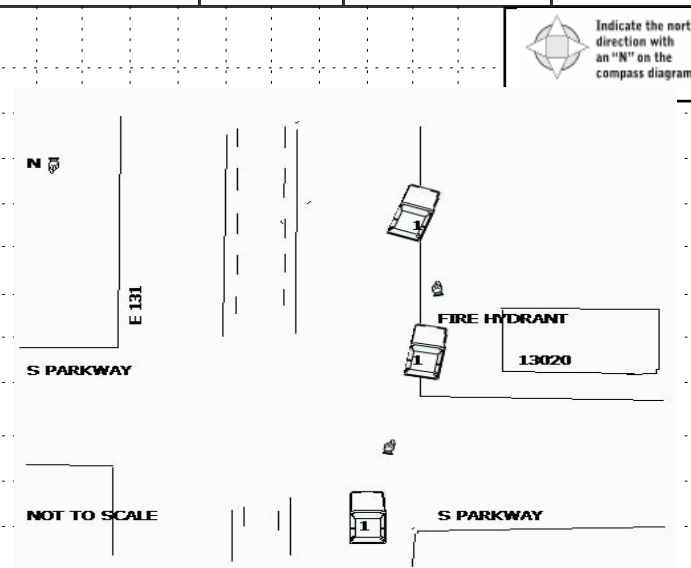 Indicate the nort
direction with
an "N" on the
compass diagram
N
1
E 131
FIRE HYDRANT
1
13020
S PARKWAY
NOT TO SCALE
1
S PARKWAY